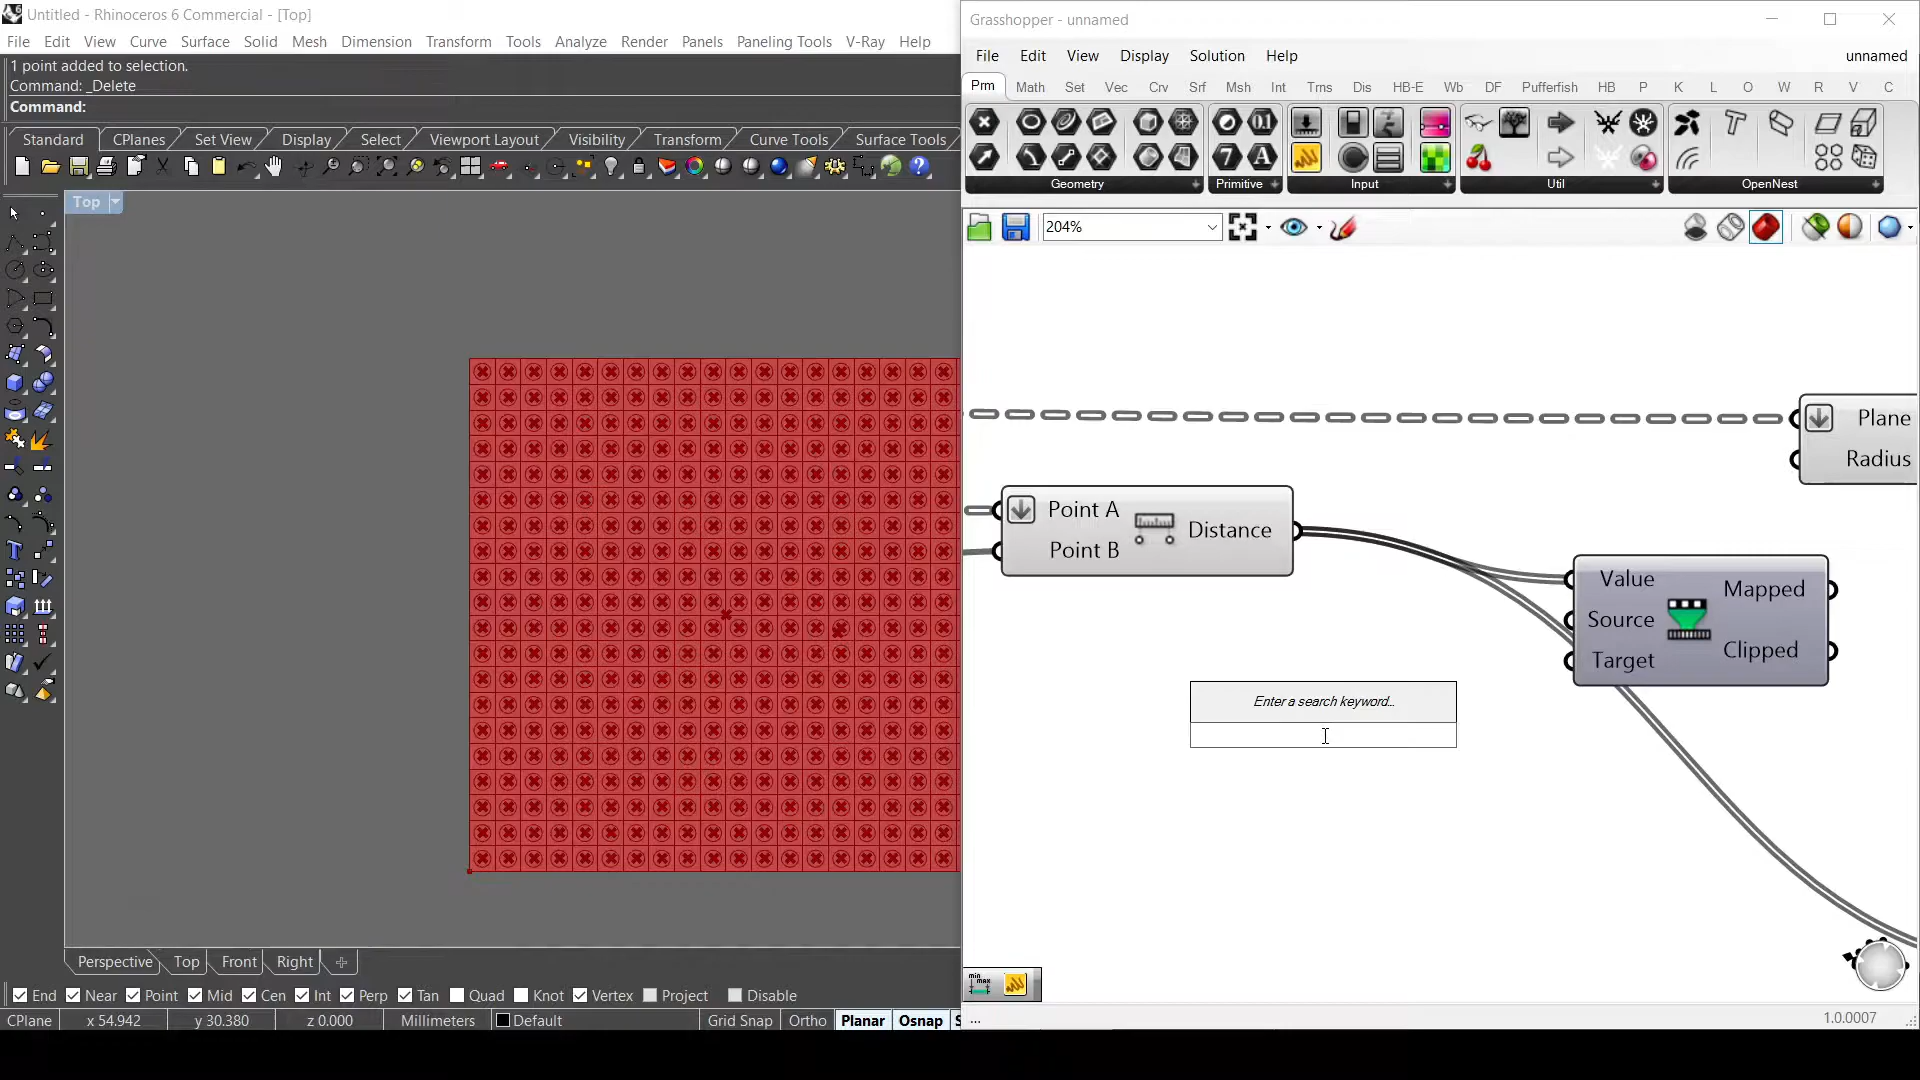 Untitled - Rhinoceros 6 Commercial - [Top]
File Edit View Curve Surface Solid Mesh Dimension Transform Tools Analyze Render Panels Paneling Tools V-Ray Help
1 point added to selection.
Command: _Delete
Command:
Standard CPlanes Set View Display Select Viewport Layout Visibility Transform Curve Tools Surface Tools
Top
Perspective Top Front Right
End Near Point Mid Cen Int Perp Tan Quad Knot Vertex Project Disable
CPlane x 54.942 y 30.380 z 0.000 Millimeters Default Grid Snap Ortho Planar Osnap S
Grasshopper - unnamed
File Edit View Display Solution Help unnamed
Prm Math Set Vec Crv Srf Msh Int Trns Dis HB-E Wb DF Pufferfish HB P K L O W R V C
Geometry Primitive Input Util OpenNest
204%
Plane
Radius
Point A
Point B
Distance
Value
Source
Target
Mapped
Clipped
Enter a search keyword...
min
max
... 1.0.0007